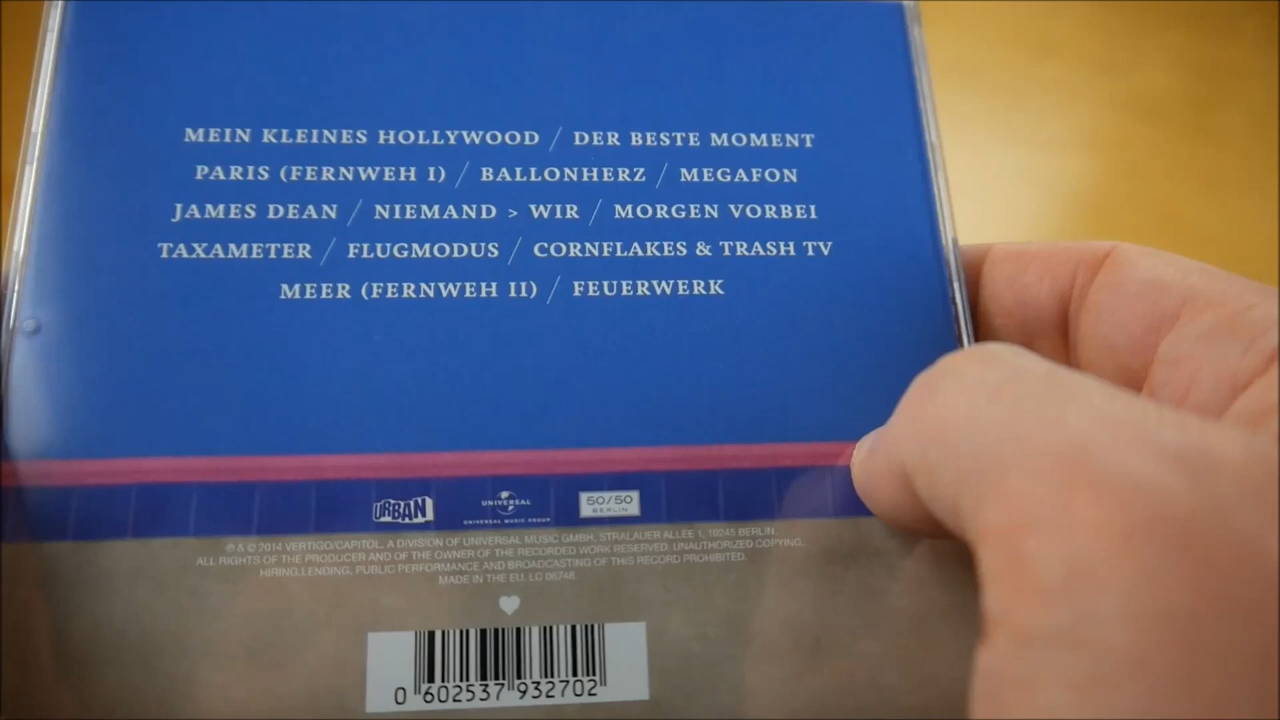 MEIN KLEINES HOLLYWOOD / DER BESTE MOMENT
PARIS (FERNWEH I) / BALLONHERZ / MEGAFON
JAMES DEAN / NIEMAND > WIR / MORGEN VORBEI
TAXAMETER / FLUGMODUS / CORNFLAKES & TRASH TV
MEER (FERNWEH II) / FEUERWERK
URBAN
UNIVERSAL
UNIVERSAL MUSIC GROUP
50/50
BERLIN
℗ & © 2014 VERTIGO/CAPITOL, A DIVISION OF UNIVERSAL MUSIC GMBH, STRALAUER ALLEE 1, 10245 BERLIN.
ALL RIGHTS OF THE PRODUCER AND OF THE OWNER OF THE RECORDED WORK RESERVED. UNAUTHORIZED COPYING,
HIRING,LENDING, PUBLIC PERFORMANCE AND BROADCASTING OF THIS RECORD PROHIBITED.
MADE IN THE EU. LC 06748.
0 602537 932702